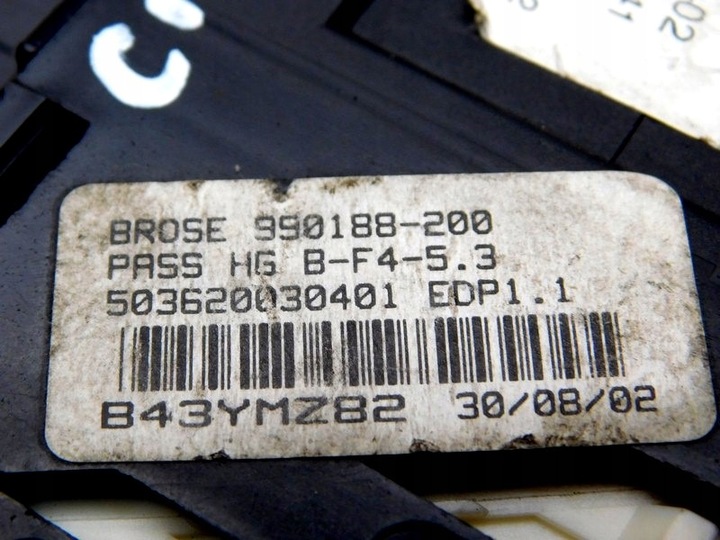 BROSE 990188-200
PASS HG B-F4-5.3
503620030401 EDP1.1
B43YMZ82 30/08/02